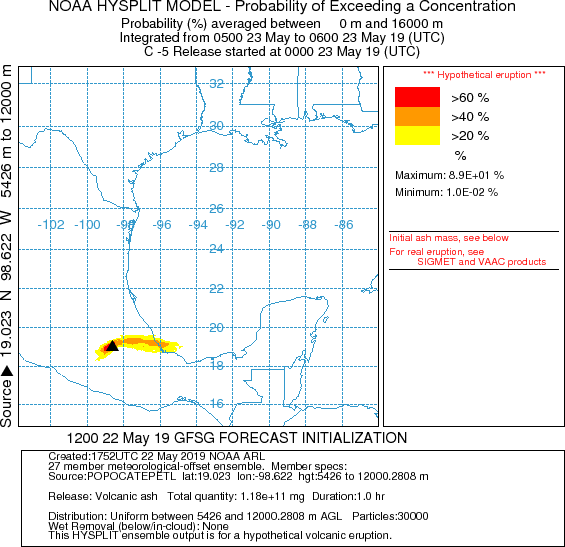 NOAA HYSPLIT MODEL - Probability of Exceeding a Concentration
Probability (%) averaged between 0 m and 16000 m
Integrated from 0500 23 May to 0600 23 May 19 (UTC)
C -5 Release started at 0000 23 May 19 (UTC)
Source ▲ 19.023 N 98.622 W 5426 m to 12000 m
32
30
28
26
-102 -100 -98 -96 -94 -92 -90 -88 -86
24
22
20
18
16
*** Hypothetical eruption ***
>60 %
>40 %
>20 %
%
Maximum: 8.9E+01 %
Minimum: 1.0E-02 %
Initial ash mass, see below
For real eruption, see
SIGMET and VAAC products
1200 22 May 19 GFSG FORECAST INITIALIZATION
Created:1752UTC 22 May 2019 NOAA ARL
27 member meteorological-offset ensemble. Member specs:
Source:POPOCATEPETL lat:19.023 lon:-98.622 hgt:5426 to 12000.2808 m
Release: Volcanic ash Total quantity: 1.18e+11 mg Duration:1.0 hr
Distribution: Uniform between 5426 and 12000.2808 m AGL Particles:30000
Wet Removal (below/in-cloud): None
This HYSPLIT ensemble output is for a hypothetical volcanic eruption.